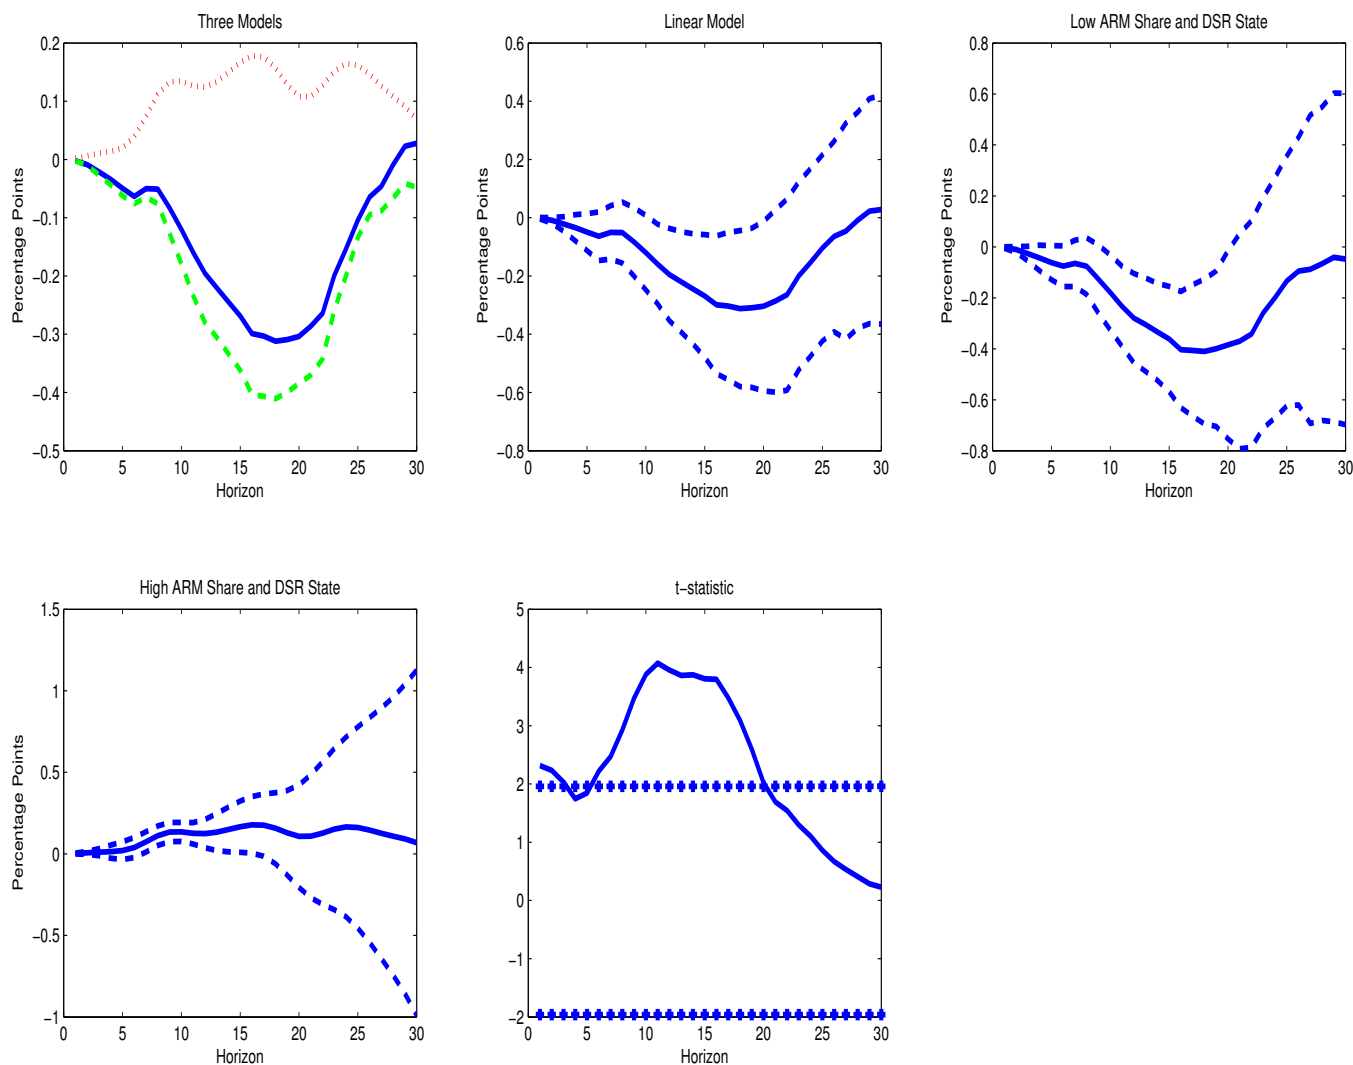 Three Models
0.2
0.1
0
−0.1
−0.2
−0.3
−0.4
−0.5
Percentage Points
0 5 10 15 20 25 30
Horizon
Linear Model
0.6
0.4
0.2
0
−0.2
−0.4
−0.6
−0.8
Percentage Points
0 5 10 15 20 25 30
Horizon
Low ARM Share and DSR State
0.8
0.6
0.4
0.2
0
−0.2
−0.4
−0.6
−0.8
Percentage Points
0 5 10 15 20 25 30
Horizon
High ARM Share and DSR State
1.5
1
0.5
0
−0.5
−1
Percentage Points
0 5 10 15 20 25 30
Horizon
t−statistic
5
4
3
2
1
0
−1
−2
0 5 10 15 20 25 30
Horizon